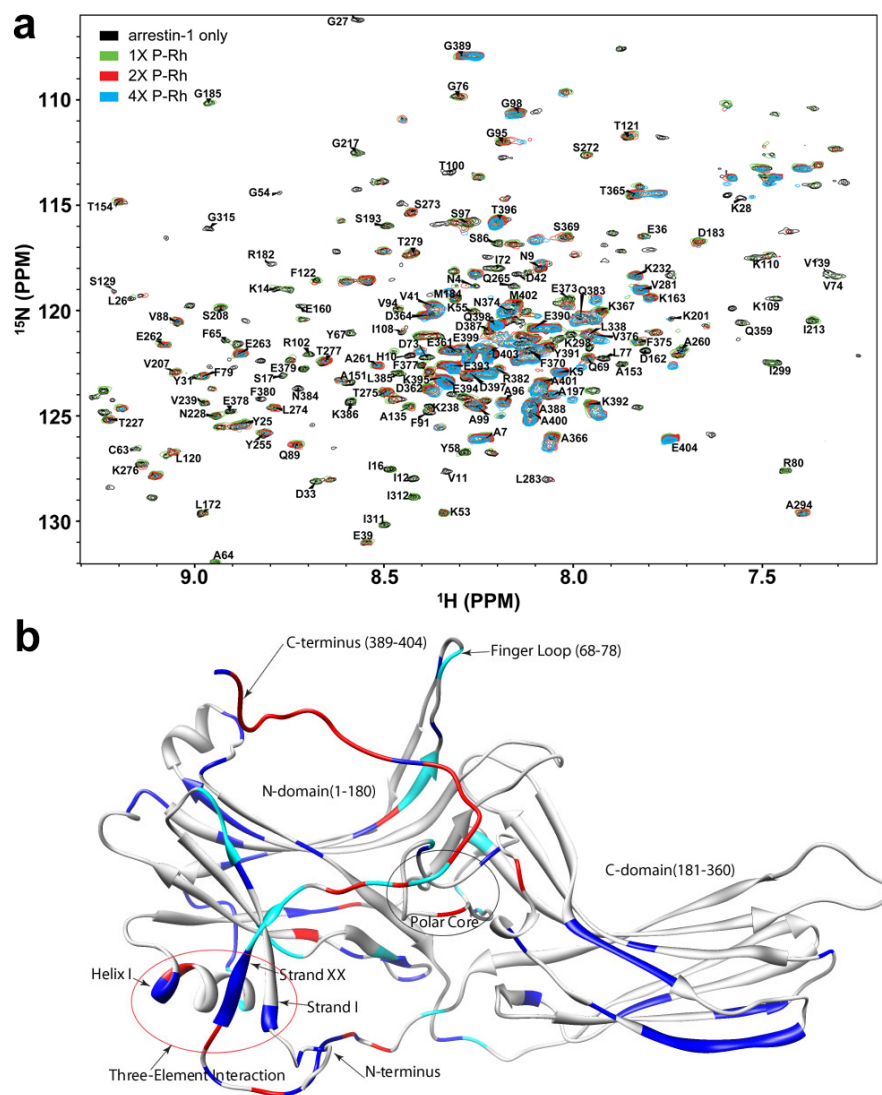 a
arrestin-1 only
1X P-Rh
2X P-Rh
4X P-Rh
G27
G389
G185
G76
G98
G95
T121
G217
S272
T100
T365
G54
K28
T154
S273
G315
S193
S97
T396
S369
E36
D183
R182
T279
S86
K110
V139
F122
I72
N9
K232
V74
S129
K14
N4
Q265
D42
V281
L26
V41
M184
K55
N374
M402
E373
Q383
K163
K109
E160
V94
D364
Q398
E390
K367
K201
V88
S208
I108
D387
L338
Q359
I213
E262
F65
Y67
D73
E361
E399
K298
V376
F375
E263
R102
T277
A261
H10
F377
D403
Y391
F370
Q69
L77
D162
A260
V207
Y31
F79
E379
S17
A151
L385
K395
E393
R382
K5
A153
I299
V239
F380
N384
T275
D362
E394
D397
A96
A401
A197
K392
N228
E378
L274
K386
A135
K238
F91
A99
A388
A400
T227
Y25
Y255
A7
A366
E404
C63
L120
Q89
Y58
K276
D33
I16
I12
V11
L283
R80
I312
L172
K53
A294
I311
E39
A64
110
115
120
125
130
¹⁵N (PPM)
9.0
8.5
8.0
7.5
¹H (PPM)
b
C-terminus (389-404)
Finger Loop (68-78)
N-domain(1-180)
C-domain(181-360)
Polar Core
Helix I
Strand XX
Strand I
Three-Element Interaction
N-terminus